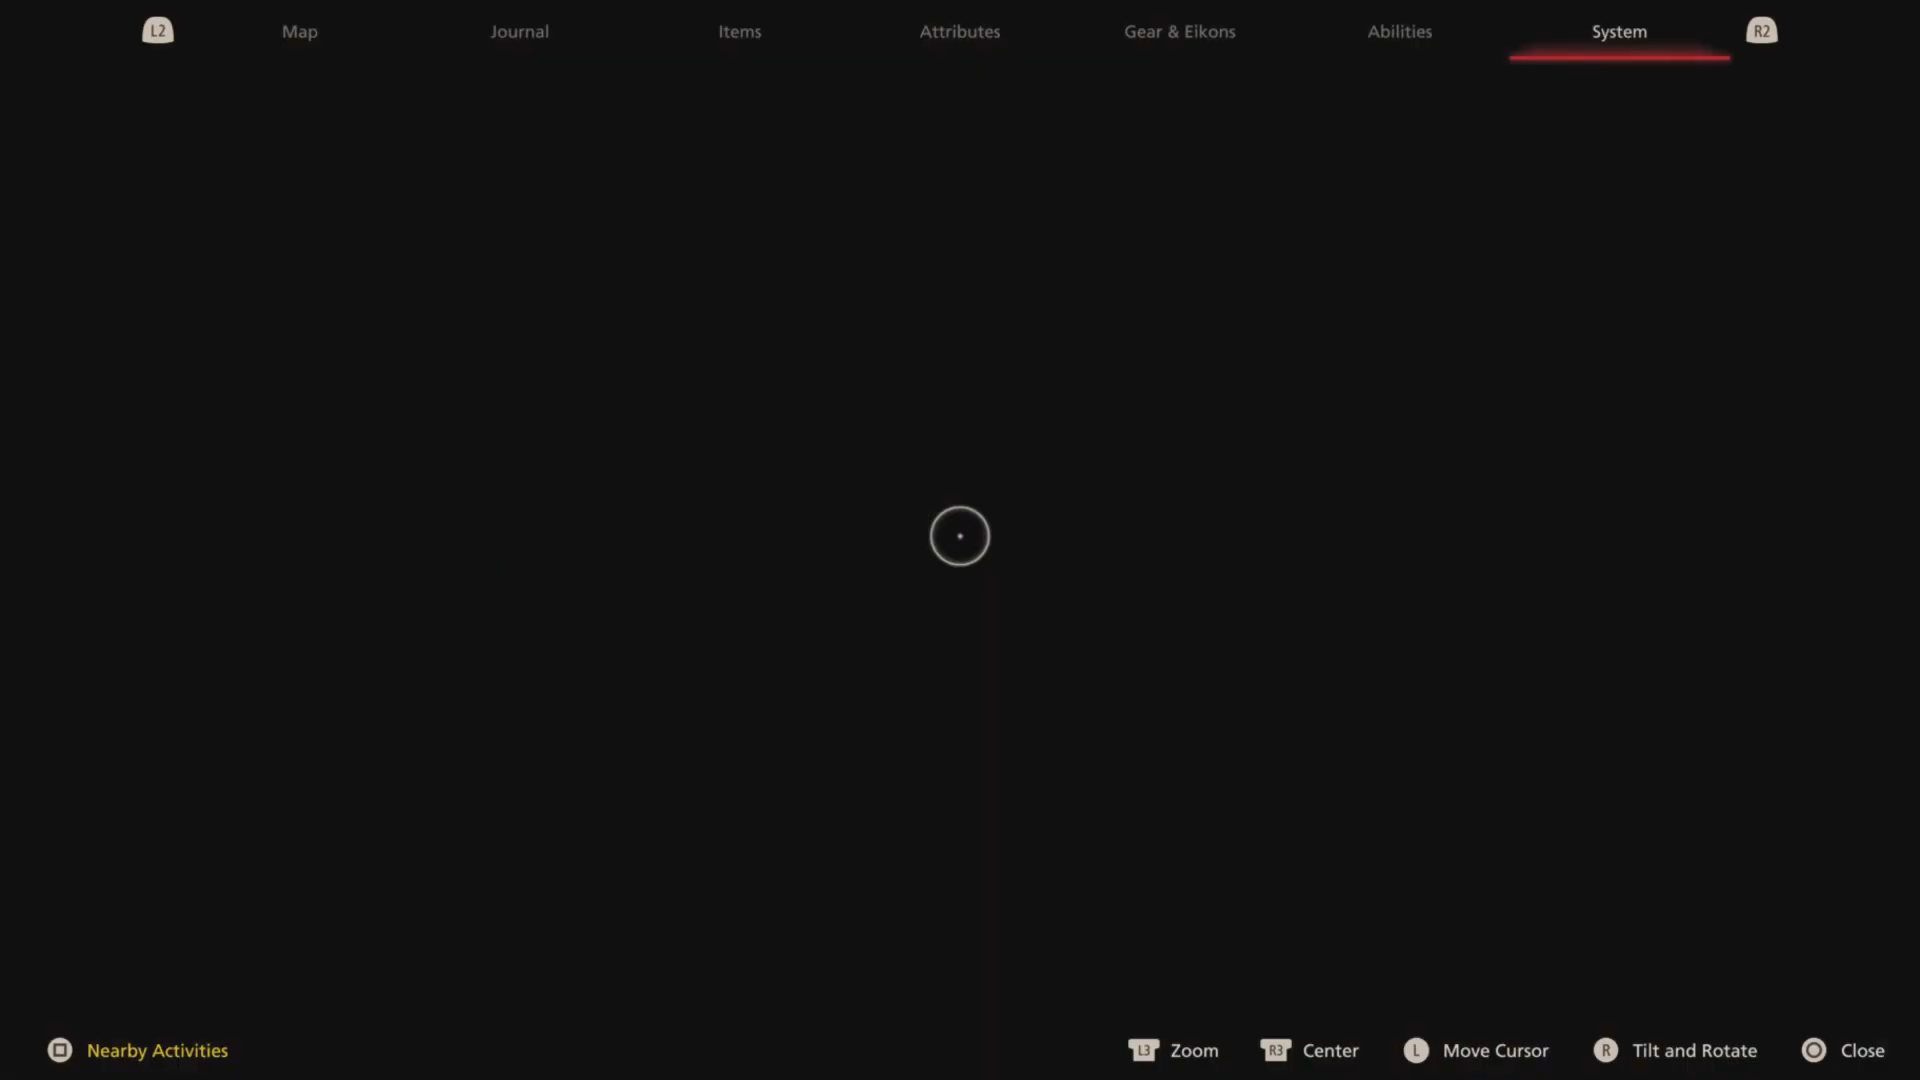 L2 Map Journal Items Attributes Gear & Eikons Abilities System R2
Nearby Activities L3 Zoom R3 Center L Move Cursor R Tilt and Rotate Close